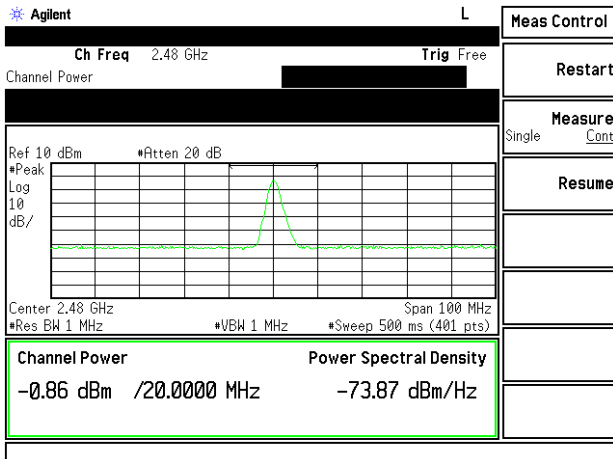 Agilent L
Meas Control
Ch Freq 2.48 GHz Trig Free
Channel Power
Restart
Measure
Single Cont
Resume
Ref 10 dBm #Atten 20 dB
#Peak
Log
10
dB/
Center 2.48 GHz Span 100 MHz
#Res BW 1 MHz #VBW 1 MHz #Sweep 500 ms (401 pts)
Channel Power Power Spectral Density
-0.86 dBm /20.0000 MHz -73.87 dBm/Hz